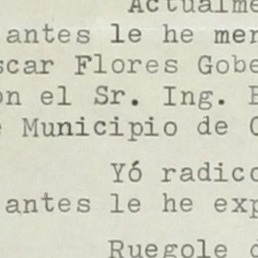 Actualme
antes le he men
scar Flores Gobe
on el Sr. Ing.
Municipio de
Yó radico
antes le he exp
Ruegole